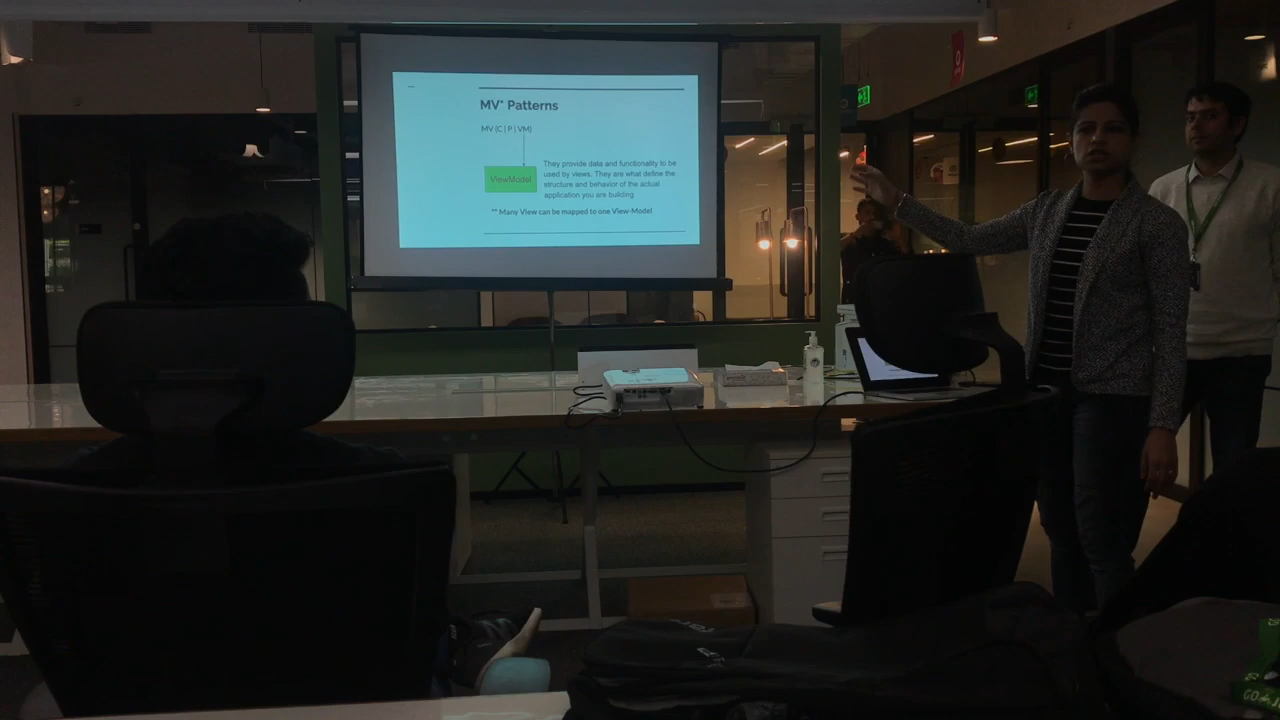 MV* Patterns
MV (C | P | VM)
ViewModel
They provide data and functionality to be
used by views. They are what define the
structure and behavior of the actual
application you are building
** Many View can be mapped to one View-Model